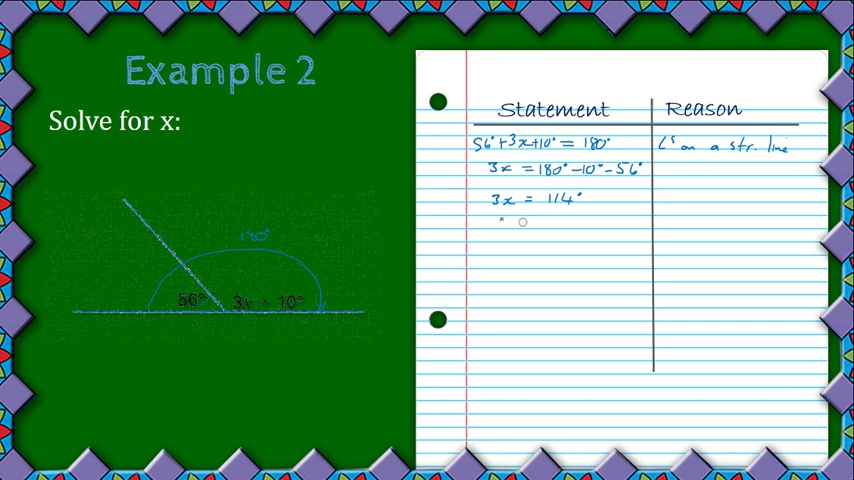 Example 2
Solve for x:
180°
56° 3x + 10°
Statement Reason
56° + 3x + 10° = 180° ∠s on a str. line
3x = 180° - 10° - 56°
3x = 114°